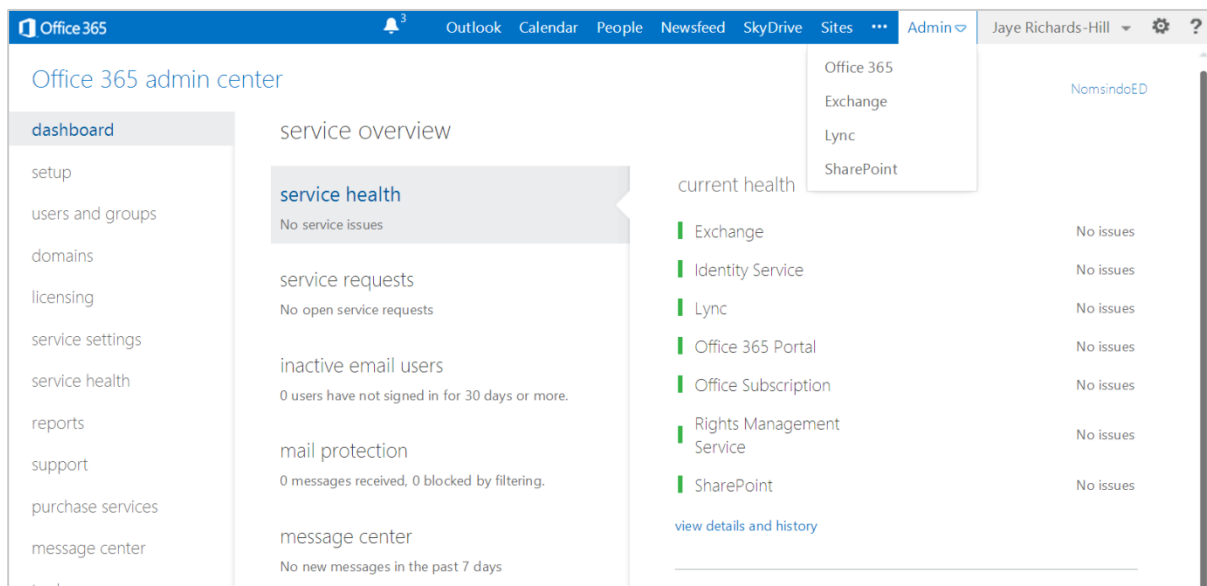 Office 365
3
Outlook Calendar People Newsfeed SkyDrive Sites ••• Admin Jaye Richards-Hill ?
Office 365
Exchange
Lync
SharePoint
Office 365 admin center
NomsindoED
dashboard
setup
users and groups
domains
licensing
service settings
service health
reports
support
purchase services
message center
service overview
service health
No service issues
service requests
No open service requests
inactive email users
0 users have not signed in for 30 days or more.
mail protection
0 messages received, 0 blocked by filtering.
message center
No new messages in the past 7 days
current health
Exchange No issues
Identity Service No issues
Lync No issues
Office 365 Portal No issues
Office Subscription No issues
Rights Management
Service No issues
SharePoint No issues
view details and history